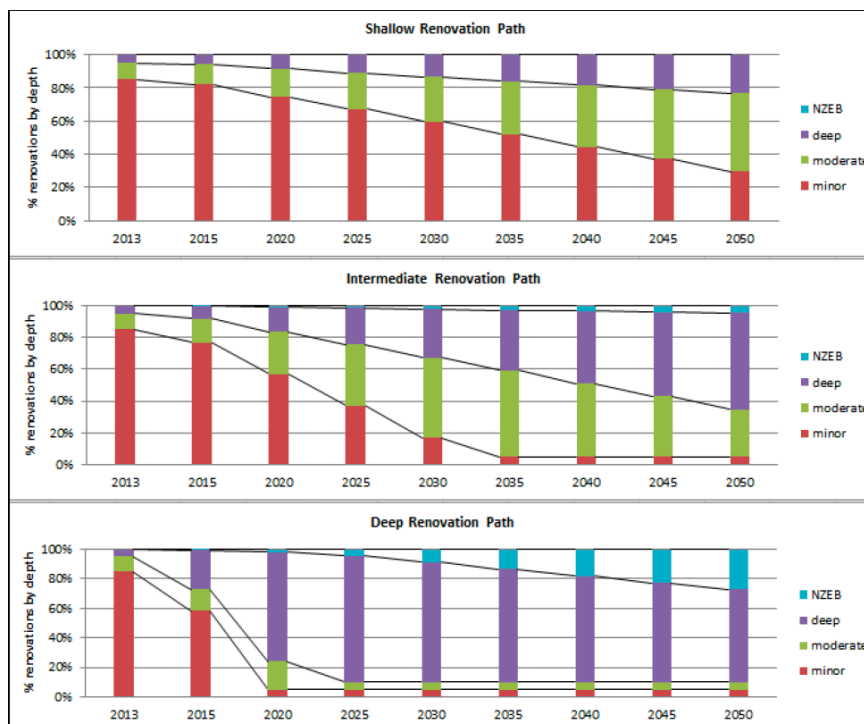 Shallow Renovation Path
100%
80%
60%
40%
20%
0%
% renovations by depth
2013 2015 2020 2025 2030 2035 2040 2045 2050
NZEB
deep
moderate
minor
Intermediate Renovation Path
100%
80%
60%
40%
20%
0%
% renovations by depth
2013 2015 2020 2025 2030 2035 2040 2045 2050
NZEB
deep
moderate
minor
Deep Renovation Path
100%
80%
60%
40%
20%
0%
% renovations by depth
2013 2015 2020 2025 2030 2035 2040 2045 2050
NZEB
deep
moderate
minor